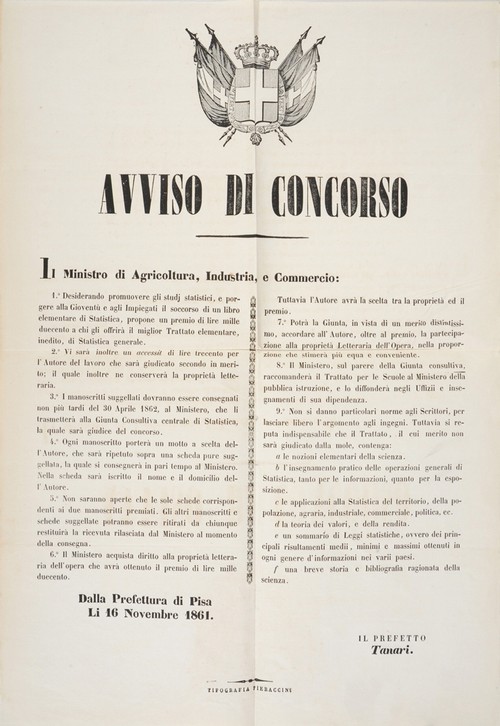 AVVISO DI CONCORSO
Il Ministro di Agricoltura, Industria, e Commercio:
1.° Desiderando promuovere gli studj statistici, e por-
gere alla Gioventù e agli Impiegati il soccorso di un libro
elementare di Statistica, propone un premio di lire mille
duecento a chi gli offrirà il miglior Trattato elementare,
inedito, di Statistica generale.
2.° Vi sarà inoltre un accessit di lire trecento per
l'Autore del lavoro che sarà giudicato secondo in meri-
to; il quale inoltre ne conserverà la proprietà lette-
raria.
3.° I manoscritti suggellati dovranno essere consegnati
non più tardi del 30 Aprile 1862, al Ministero, che li
trasmetterà alla Giunta Consultiva centrale di Statistica,
la quale sarà giudice del concorso.
4.° Ogni manoscritto porterà un motto a scelta del-
l'Autore, che sarà ripetuto sopra una scheda pure sug-
gellata, la quale si consegnerà in pari tempo al Ministero.
Nella scheda sarà iscritto il nome e il domicilio del-
l'Autore.
5.° Non saranno aperte che le sole schede corrispon-
denti ai due manoscritti premiati. Gli altri manoscritti e
schede suggellate potranno essere ritirati da chiunque
restituirà la ricevuta rilasciata dal Ministero al momento
della consegna.
6.° Il Ministero acquista diritto alla proprietà lettera-
ria dell'opera che avrà ottenuto il premio di lire mille
duecento.
Dalla Prefettura di Pisa
Li 16 Novembre 1861.
Tuttavia l'Autore avrà la scelta tra la proprietà ed il
premio.
7.° Potrà la Giunta, in vista di un merito distintissi-
mo, accordare all'Autore, oltre al premio, la partecipa-
zione alla proprietà Letteraria dell'Opera, nella propor-
zione che stimerà più equa e conveniente.
8.° Il Ministero, sul parere della Giunta consultiva,
raccomanderà il Trattato per le Scuole al Ministero della
pubblica istruzione, e lo diffonderà negli Uffizii e inse-
gnamenti di sua dipendenza.
9.° Non si danno particolari norme agli Scrittori, per
lasciare libero l'argomento agli ingegni. Tuttavia si re-
puta indispensabile che il Trattato, il cui merito non
sarà giudicato dalla mole, contenga:
a le nozioni elementari della scienza.
b l'insegnamento pratico delle operazioni generali di
Statistica, tanto per le informazioni, quanto per la espo-
sizione.
c le applicazioni alla Statistica del territorio, della po-
polazione, agraria, industriale, commerciale, politica, ec.
d la teoria dei valori, e della rendita.
e un sommario di Leggi statistiche, ovvero dei prin-
cipali risultamenti medii, minimi e massimi ottenuti in
ogni genere d'informazioni nei varii paesi.
f una breve storia e bibliografia ragionata della
scienza.
IL PREFETTO
Tanari.
TIPOGRAFIA PIERACCINI